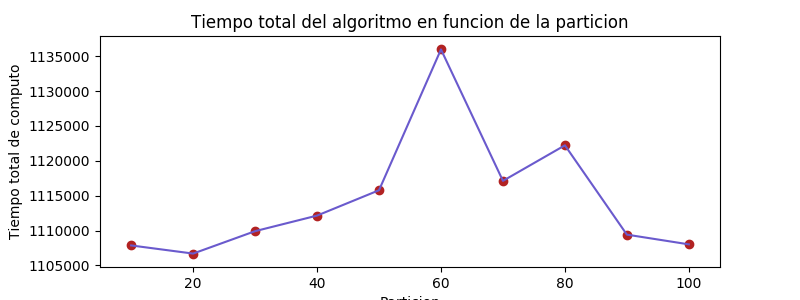 Tiempo total del algoritmo en funcion de la particion
Tiempo total de computo
1135000
1130000
1125000
1120000
1115000
1110000
1105000
20 40 60 80 100
Particion